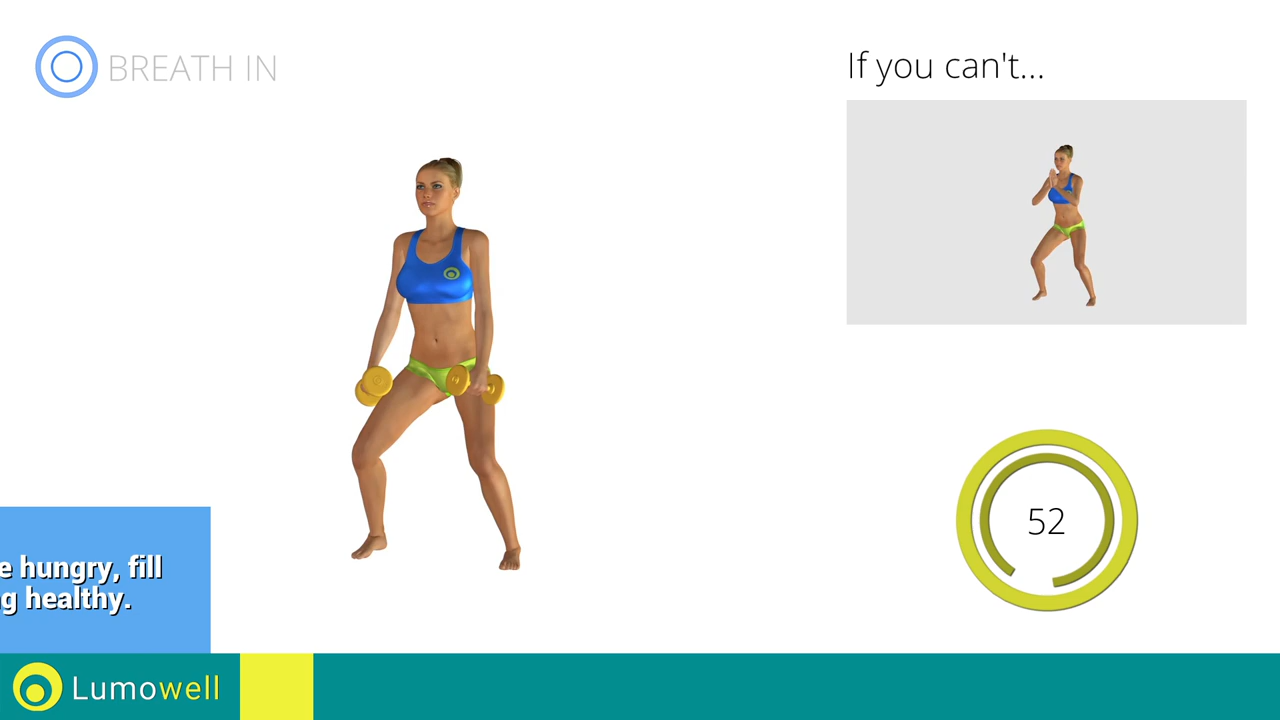 BREATH IN
If you can't...
52
e hungry, fill
g healthy.
Lumowell